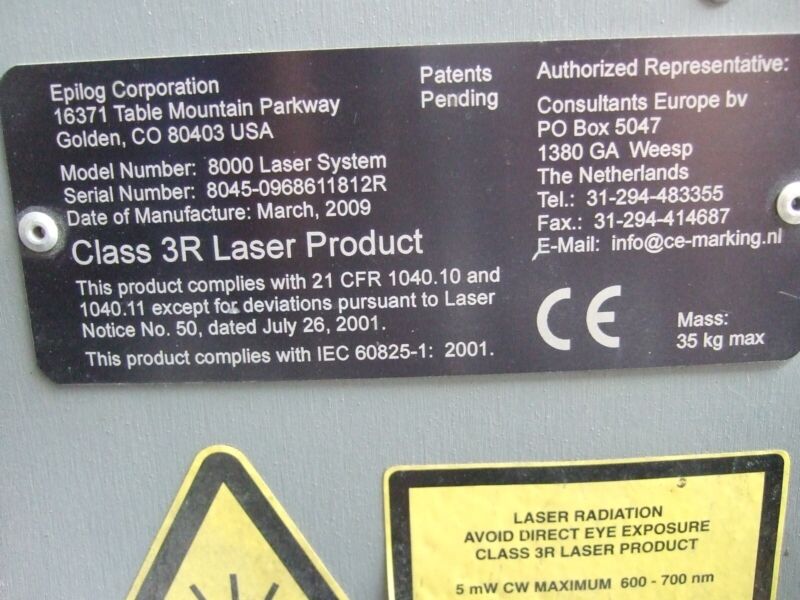 Epilog Corporation
16371 Table Mountain Parkway
Golden, CO 80403 USA
Model Number: 8000 Laser System
Serial Number: 8045-0968611812R
Date of Manufacture: March, 2009
Class 3R Laser Product
This product complies with 21 CFR 1040.10 and
1040.11 except for deviations pursuant to Laser
Notice No. 50, dated July 26, 2001.
This product complies with IEC 60825-1: 2001.
Patents
Pending
Authorized Representative:
Consultants Europe bv
PO Box 5047
1380 GA Weesp
The Netherlands
Tel.: 31-294-483355
Fax.: 31-294-414687
E-Mail: info@ce-marking.nl
CE
Mass:
35 kg max
LASER RADIATION
AVOID DIRECT EYE EXPOSURE
CLASS 3R LASER PRODUCT
5 mW CW MAXIMUM 600 - 700 nm